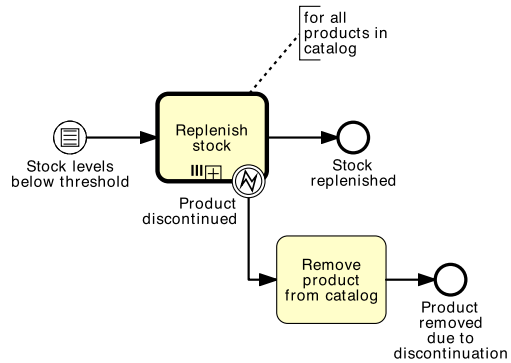 for all
products in
catalog
Replenish
stock
Stock levels
below threshold
Stock
replenished
Product
discontinued
Remove
product
from catalog
Product
removed
due to
discontinuation